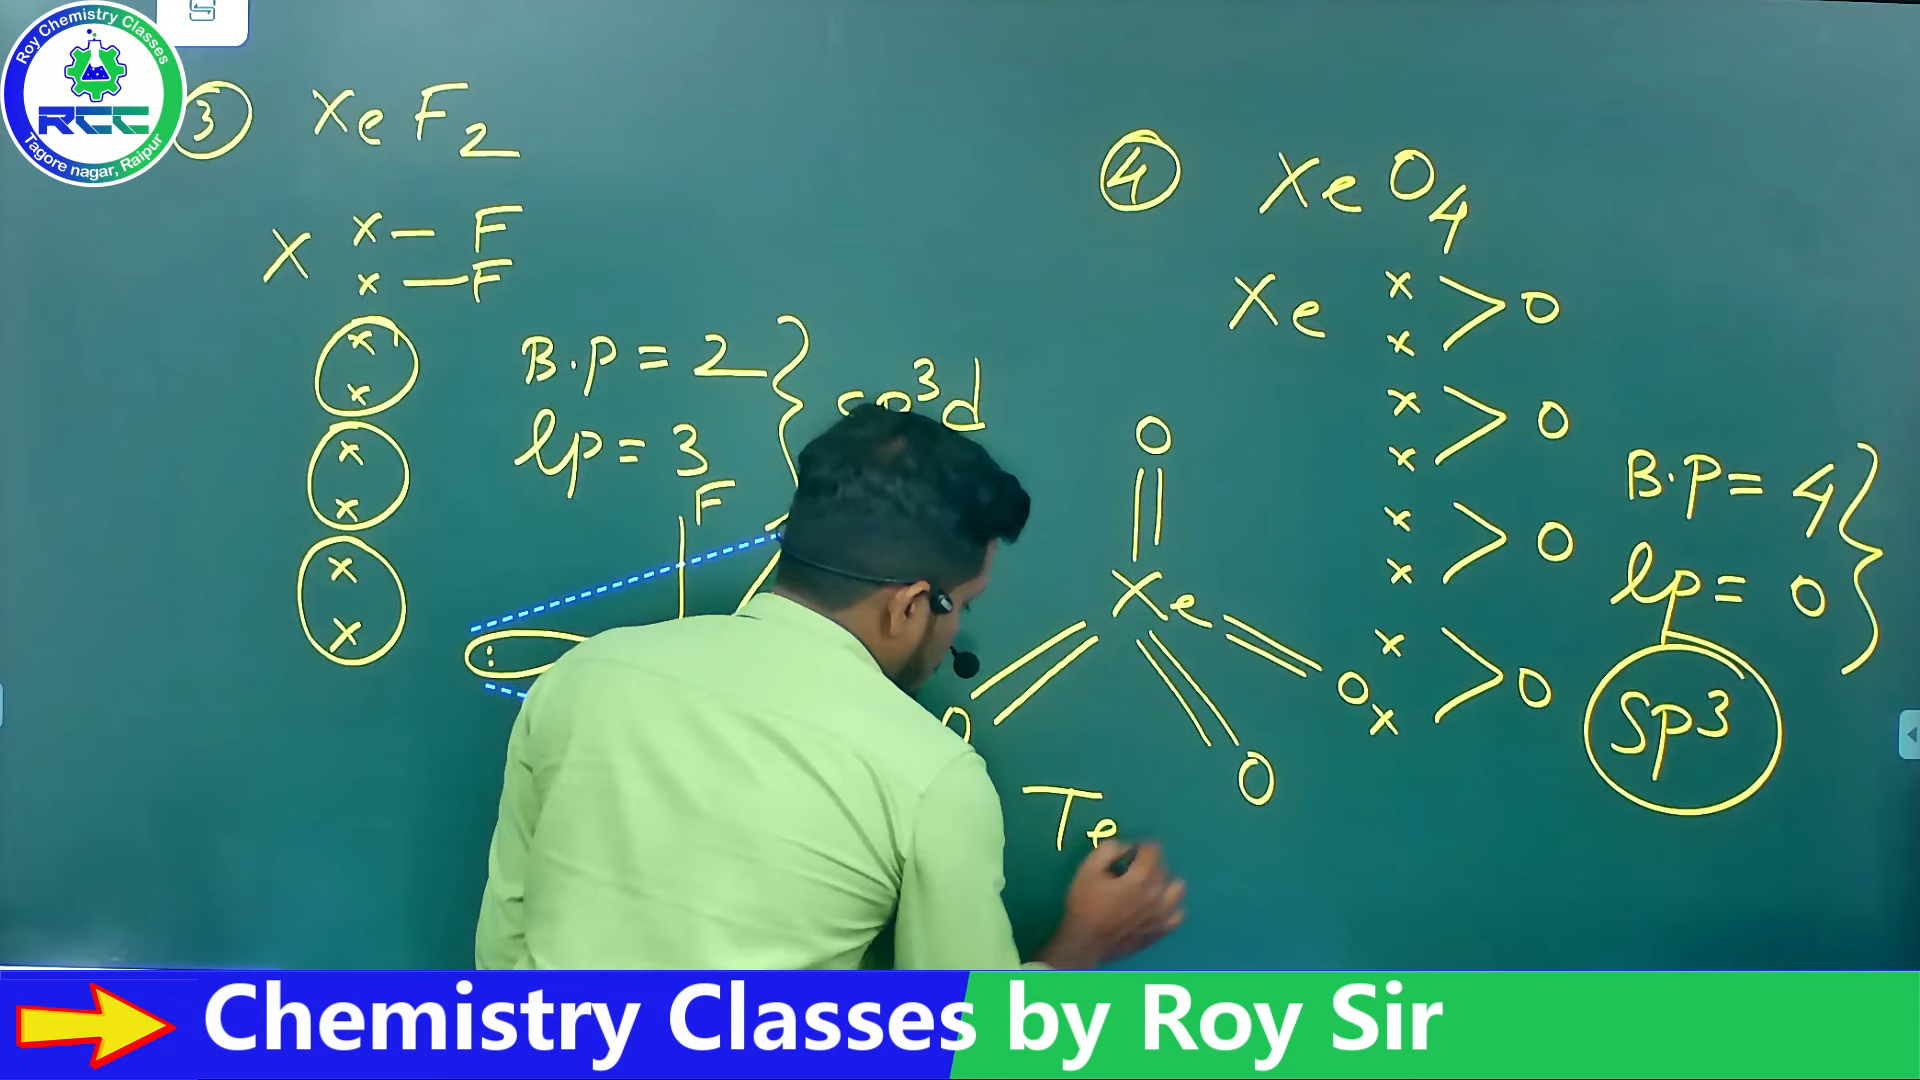 Roy Chemistry Classes
RCC
Tagore nagar, Raipur
3 XeF2
X x — F
x — F
x
x
x
x
x
x
B.P = 2
lp = 3
sp3d
F
:
4 XeO4
Xe x
x > O
x
x > O
x
x > O
x
x > O
B.P = 4
lp = 0
SP3
O
Xe
O
O
O
Te
Chemistry Classes by Roy Sir